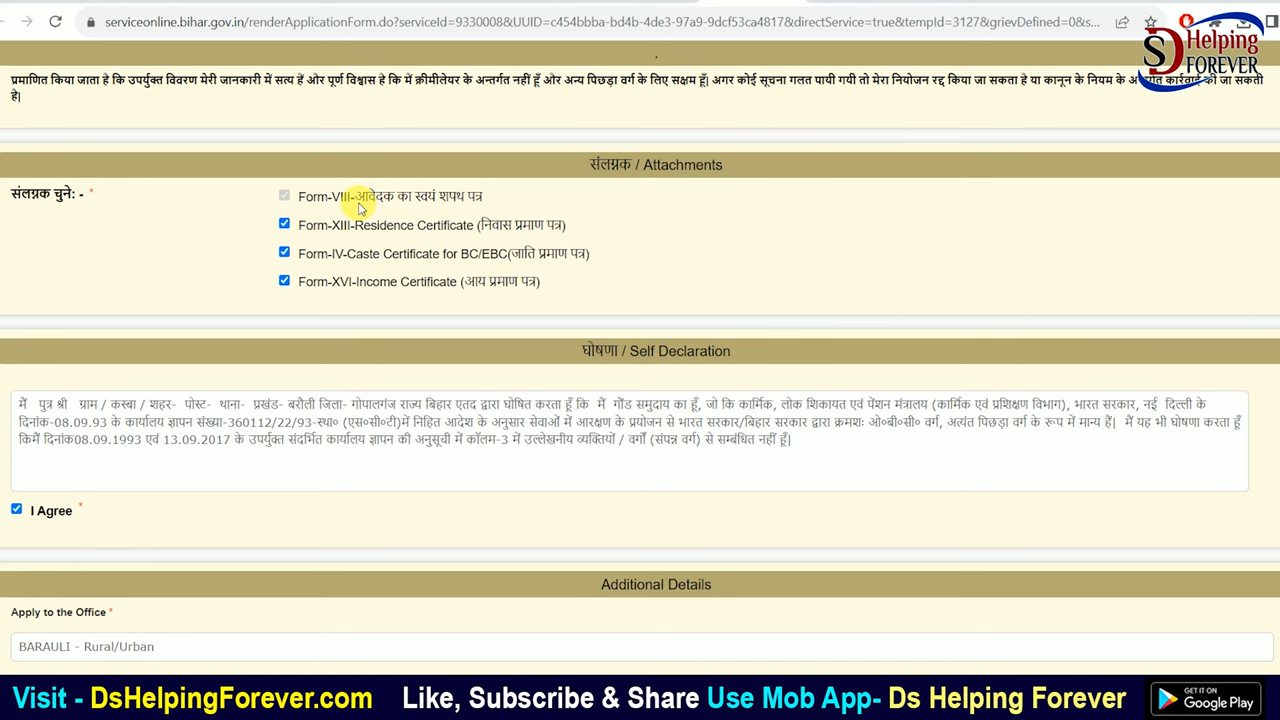 serviceonline.bihar.gov.in/renderApplicationForm.do?serviceId=9330008&UUID=c454bbba-bd4b-4de3-97a9-9dcf53ca4817&directService=true&tempId=3127&grievDefined=0&s...
DS Helping
FOREVER
प्रमाणित किया जाता है कि उपर्युक्त विवरण मेरी जानकारी में सत्य हें ओर पूर्ण विश्वास है कि में क्रीमीलेयर के अन्तर्गत नहीं हूँ ओर अन्य पिछड़ा वर्ग के लिए सक्षम हूँ| अगर कोई सूचना गलत पायी गयी तो मेरा नियोजन रद्द किया जा सकता है या कानून के नियम के अन्तर्गत कार्रवाई की जा सकती
है|
संलग्नक / Attachments
संलग्नक चुने: - *
Form-VIII-आवेदक का स्वयं शपथ पत्र
Form-XIII-Residence Certificate (निवास प्रमाण पत्र)
Form-IV-Caste Certificate for BC/EBC(जाति प्रमाण पत्र)
Form-XVI-Income Certificate (आय प्रमाण पत्र)
घोषणा / Self Declaration
में पुत्र श्री ग्राम / कस्बा / शहर- पोस्ट- थाना- प्रखंड- बरौली जिला- गोपालगंज राज्य बिहार एतद द्वारा घोषित करता हूँ कि में गोंड समुदाय का हूँ, जो कि कार्मिक, लोक शिकायत एवं पेंशन मंत्रालय (कार्मिक एवं प्रशिक्षण विभाग), भारत सरकार, नई दिल्ली के
दिनांक-08.09.93 के कार्यालय ज्ञापन संख्या-360112/22/93-स्था० (एस०सी०टी)में निहित आदेश के अनुसार सेवाओं में आरक्षण के प्रयोजन से भारत सरकार/बिहार सरकार द्वारा क्रमशः ओ०बी०सी० वर्ग, अत्यंत पिछड़ा वर्ग के रूप में मान्य हैं| में यह भी घोषणा करता हूँ
किमैं दिनांक08.09.1993 एवं 13.09.2017 के उपर्युक्त संदर्भित कार्यालय ज्ञापन की अनुसूची में कॉलम-3 में उल्लेखनीय व्यक्तियों / वर्गों (संपन्न वर्ग) से सम्बंधित नहीं हूँ|
I Agree *
Additional Details
Apply to the Office *
BARAULI - Rural/Urban
Visit - DsHelpingForever.com Like, Subscribe & Share Use Mob App- Ds Helping Forever
GET IT ON
Google Play